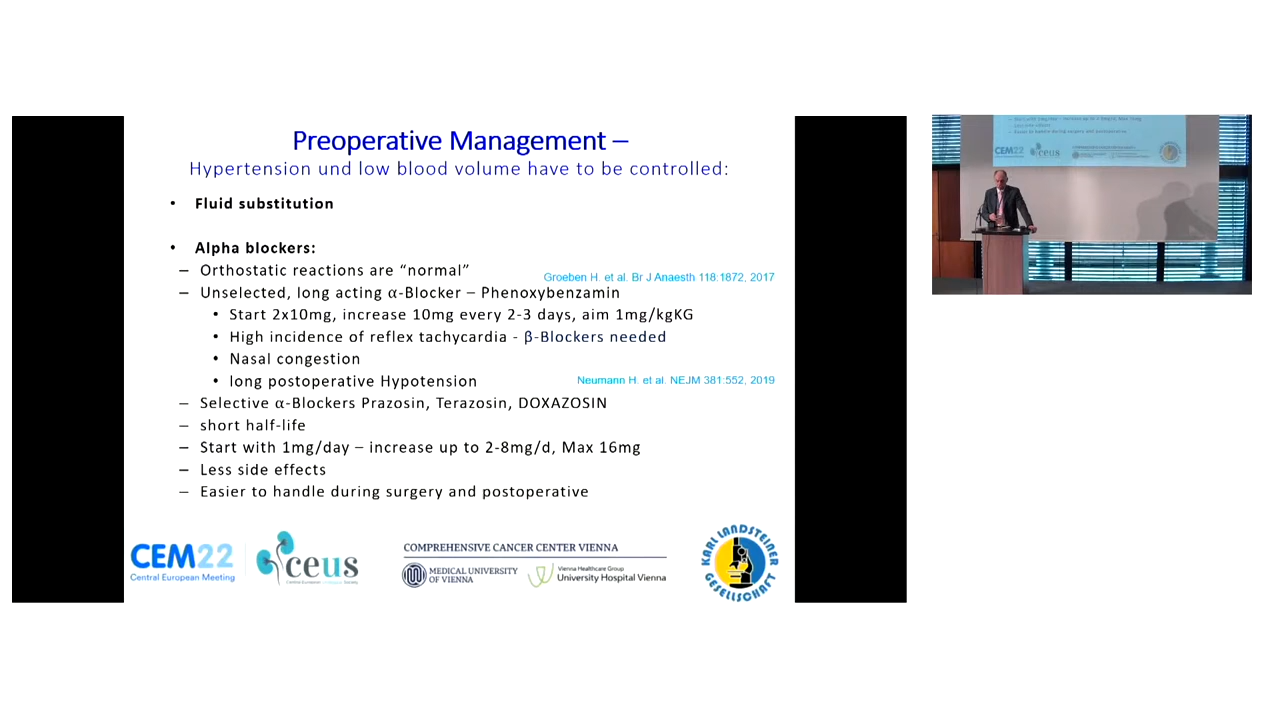 Preoperative Management –
Hypertension und low blood volume have to be controlled:
• Fluid substitution
• Alpha blockers:
– Orthostatic reactions are “normal”
Groeben H. et al. Br J Anaesth 118:1872, 2017
– Unselected, long acting α-Blocker – Phenoxybenzamin
• Start 2x10mg, increase 10mg every 2-3 days, aim 1mg/kgKG
• High incidence of reflex tachycardia - β-Blockers needed
• Nasal congestion
• long postoperative Hypotension
Neumann H. et al. NEJM 381:552, 2019
– Selective α-Blockers Prazosin, Terazosin, DOXAZOSIN
– short half-life
– Start with 1mg/day – increase up to 2-8mg/d, Max 16mg
– Less side effects
– Easier to handle during surgery and postoperative
CEM22
Central European Meeting
ceus
COMPREHENSIVE CANCER CENTER VIENNA
MEDICAL UNIVERSITY
OF VIENNA
Vienna Healthcare Group
University Hospital Vienna
KARL LANDSTEINER
GESELLSCHAFT
CEM22
ceus